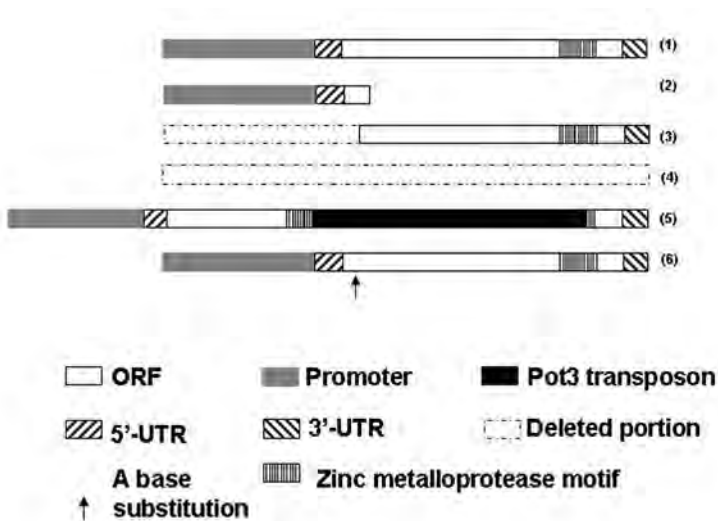 (1)
(2)
(3)
(4)
(5)
(6)
ORF
Promoter
Pot3 transposon
5'-UTR
3'-UTR
Deleted portion
A base
substitution
Zinc metalloprotease motif